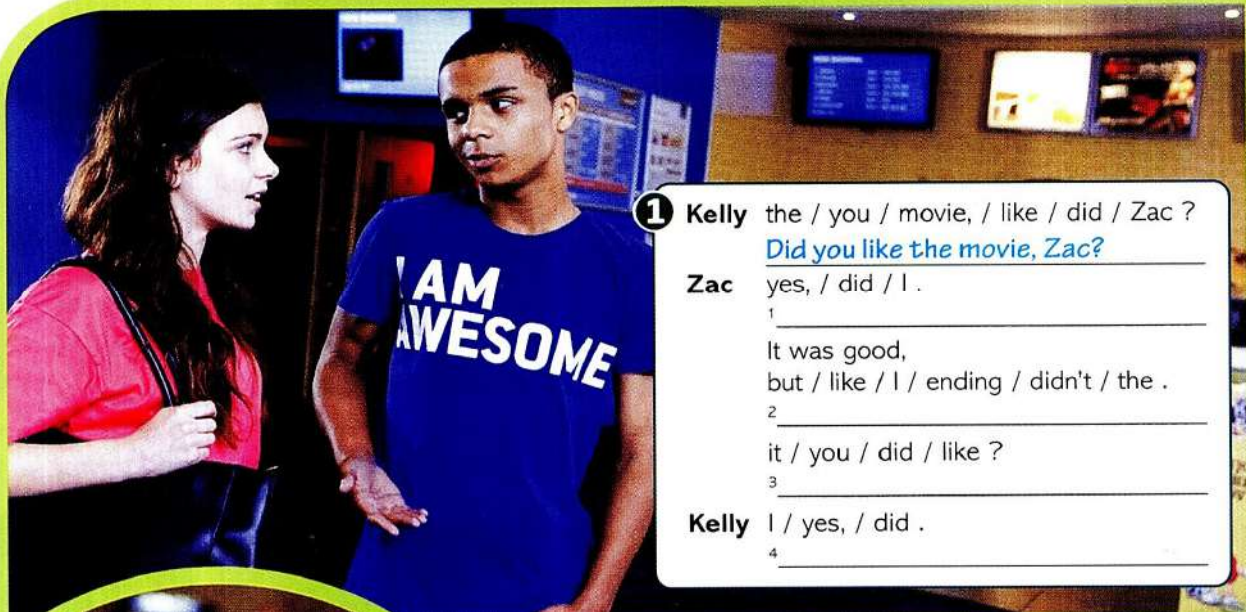 I AM
AWESOME
1 Kelly the / you / movie, / like / did / Zac ?
Did you like the movie, Zac?
Zac yes, / did / I .
1
It was good,
but / like / I / ending / didn't / the .
2
it / you / did / like ?
3
Kelly I / yes, / did .
4